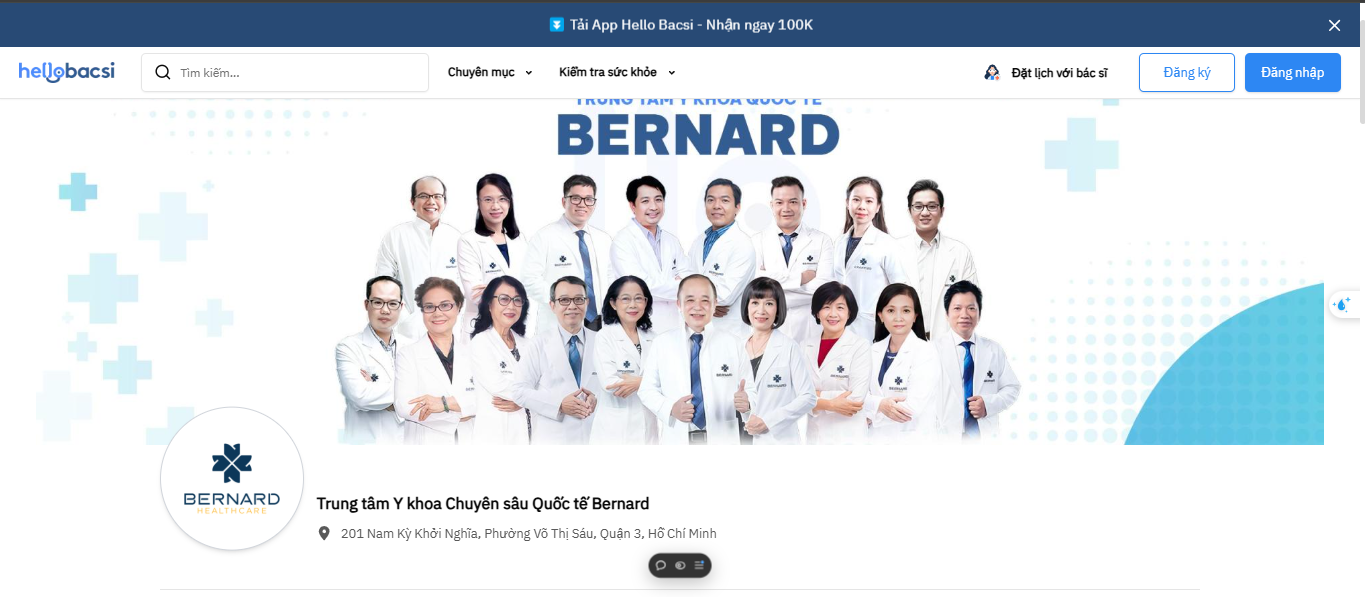 Tải App Hello Bacsi - Nhận ngay 100K
hellobacsi
Tìm kiếm...
Chuyên mục
Kiểm tra sức khỏe
Đặt lịch với bác sĩ
Đăng ký
Đăng nhập
TRUNG TÂM Y KHOA QUỐC TẾ
BERNARD
BERNARD
HEALTHCARE
Trung tâm Y khoa Chuyên sâu Quốc tế Bernard
201 Nam Kỳ Khởi Nghĩa, Phường Võ Thị Sáu, Quận 3, Hồ Chí Minh